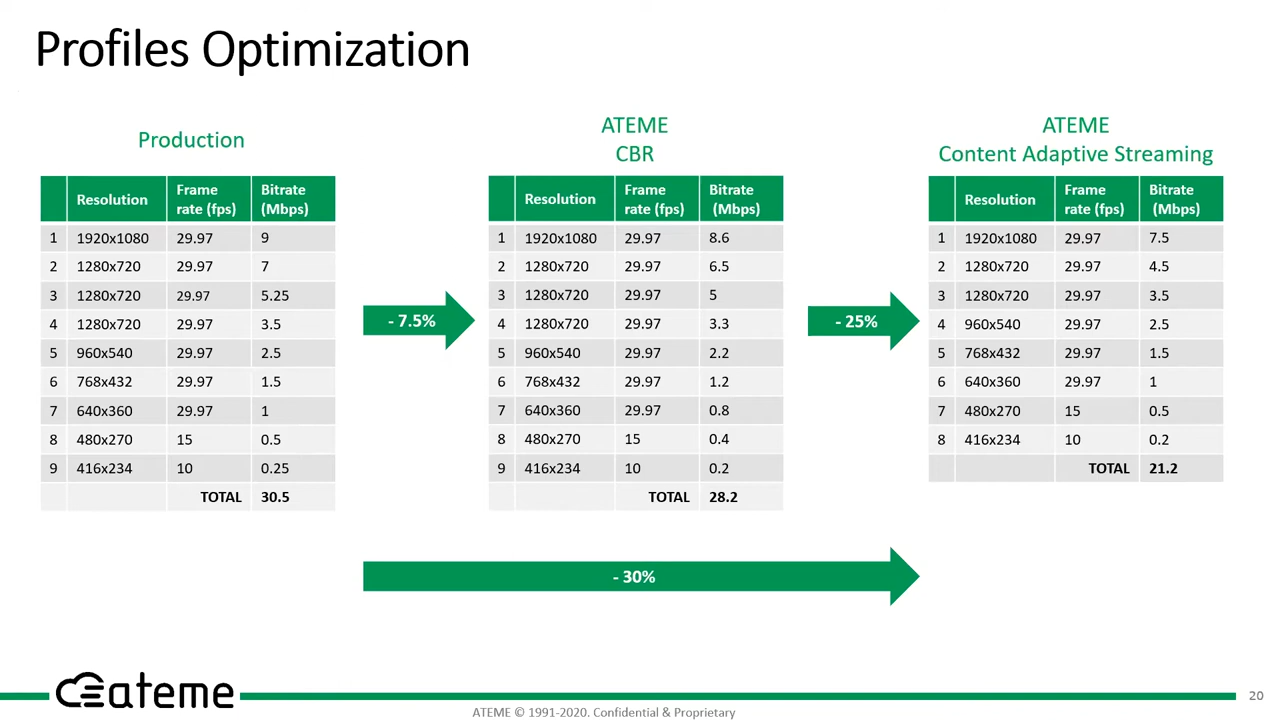 Profiles Optimization
Production
Resolution Frame rate (fps) Bitrate (Mbps)
1 1920x1080 29.97 9
2 1280x720 29.97 7
3 1280x720 29.97 5.25
4 1280x720 29.97 3.5
5 960x540 29.97 2.5
6 768x432 29.97 1.5
7 640x360 29.97 1
8 480x270 15 0.5
9 416x234 10 0.25
TOTAL 30.5
- 7.5%
ATEME
CBR
Resolution Frame rate (fps) Bitrate (Mbps)
1 1920x1080 29.97 8.6
2 1280x720 29.97 6.5
3 1280x720 29.97 5
4 1280x720 29.97 3.3
5 960x540 29.97 2.2
6 768x432 29.97 1.2
7 640x360 29.97 0.8
8 480x270 15 0.4
9 416x234 10 0.2
TOTAL 28.2
- 25%
ATEME
Content Adaptive Streaming
Resolution Frame rate (fps) Bitrate (Mbps)
1 1920x1080 29.97 7.5
2 1280x720 29.97 4.5
3 1280x720 29.97 3.5
4 960x540 29.97 2.5
5 768x432 29.97 1.5
6 640x360 29.97 1
7 480x270 15 0.5
8 416x234 10 0.2
TOTAL 21.2
- 30%
ateme
20
ATEME © 1991-2020. Confidential & Proprietary